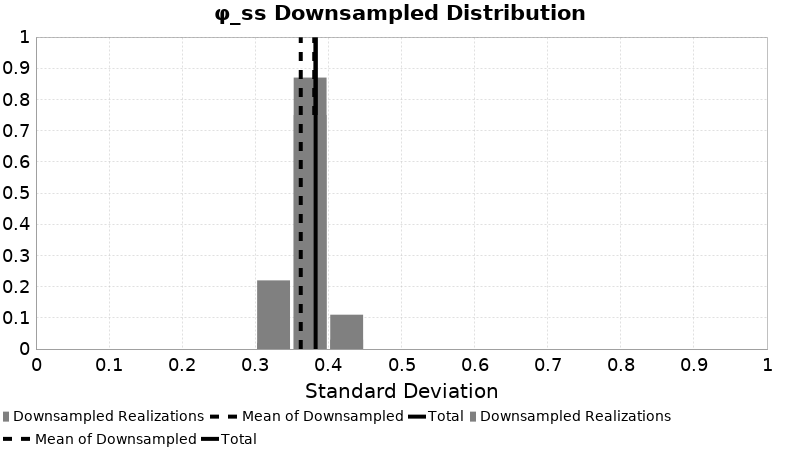 φ_ss Downsampled Distribution
1
0.9
0.8
0.7
0.6
0.5
0.4
0.3
0.2
0.1
0
0 0.1 0.2 0.3 0.4 0.5 0.6 0.7 0.8 0.9 1
Standard Deviation
Downsampled Realizations Mean of Downsampled Total Downsampled Realizations
Mean of Downsampled Total